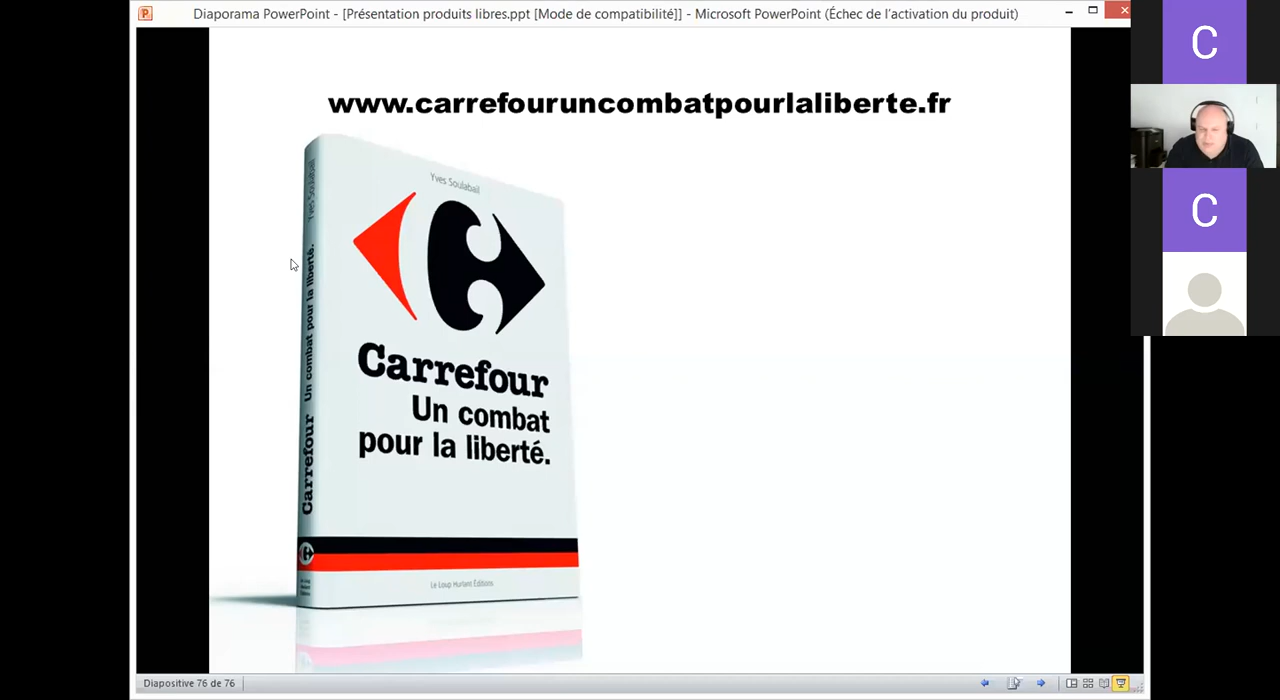 Diaporama PowerPoint - [Présentation produits libres.ppt [Mode de compatibilité]] - Microsoft PowerPoint (Échec de l'activation du produit)
C
www.carrefouruncombatpourlaliberte.fr
Yves Soulabail
Carrefour
Un combat
pour la liberté.
Le Loup Hurlant Éditions
Yves Soulabail
Carrefour Un combat pour la liberté.
C
Diapositive 76 de 76